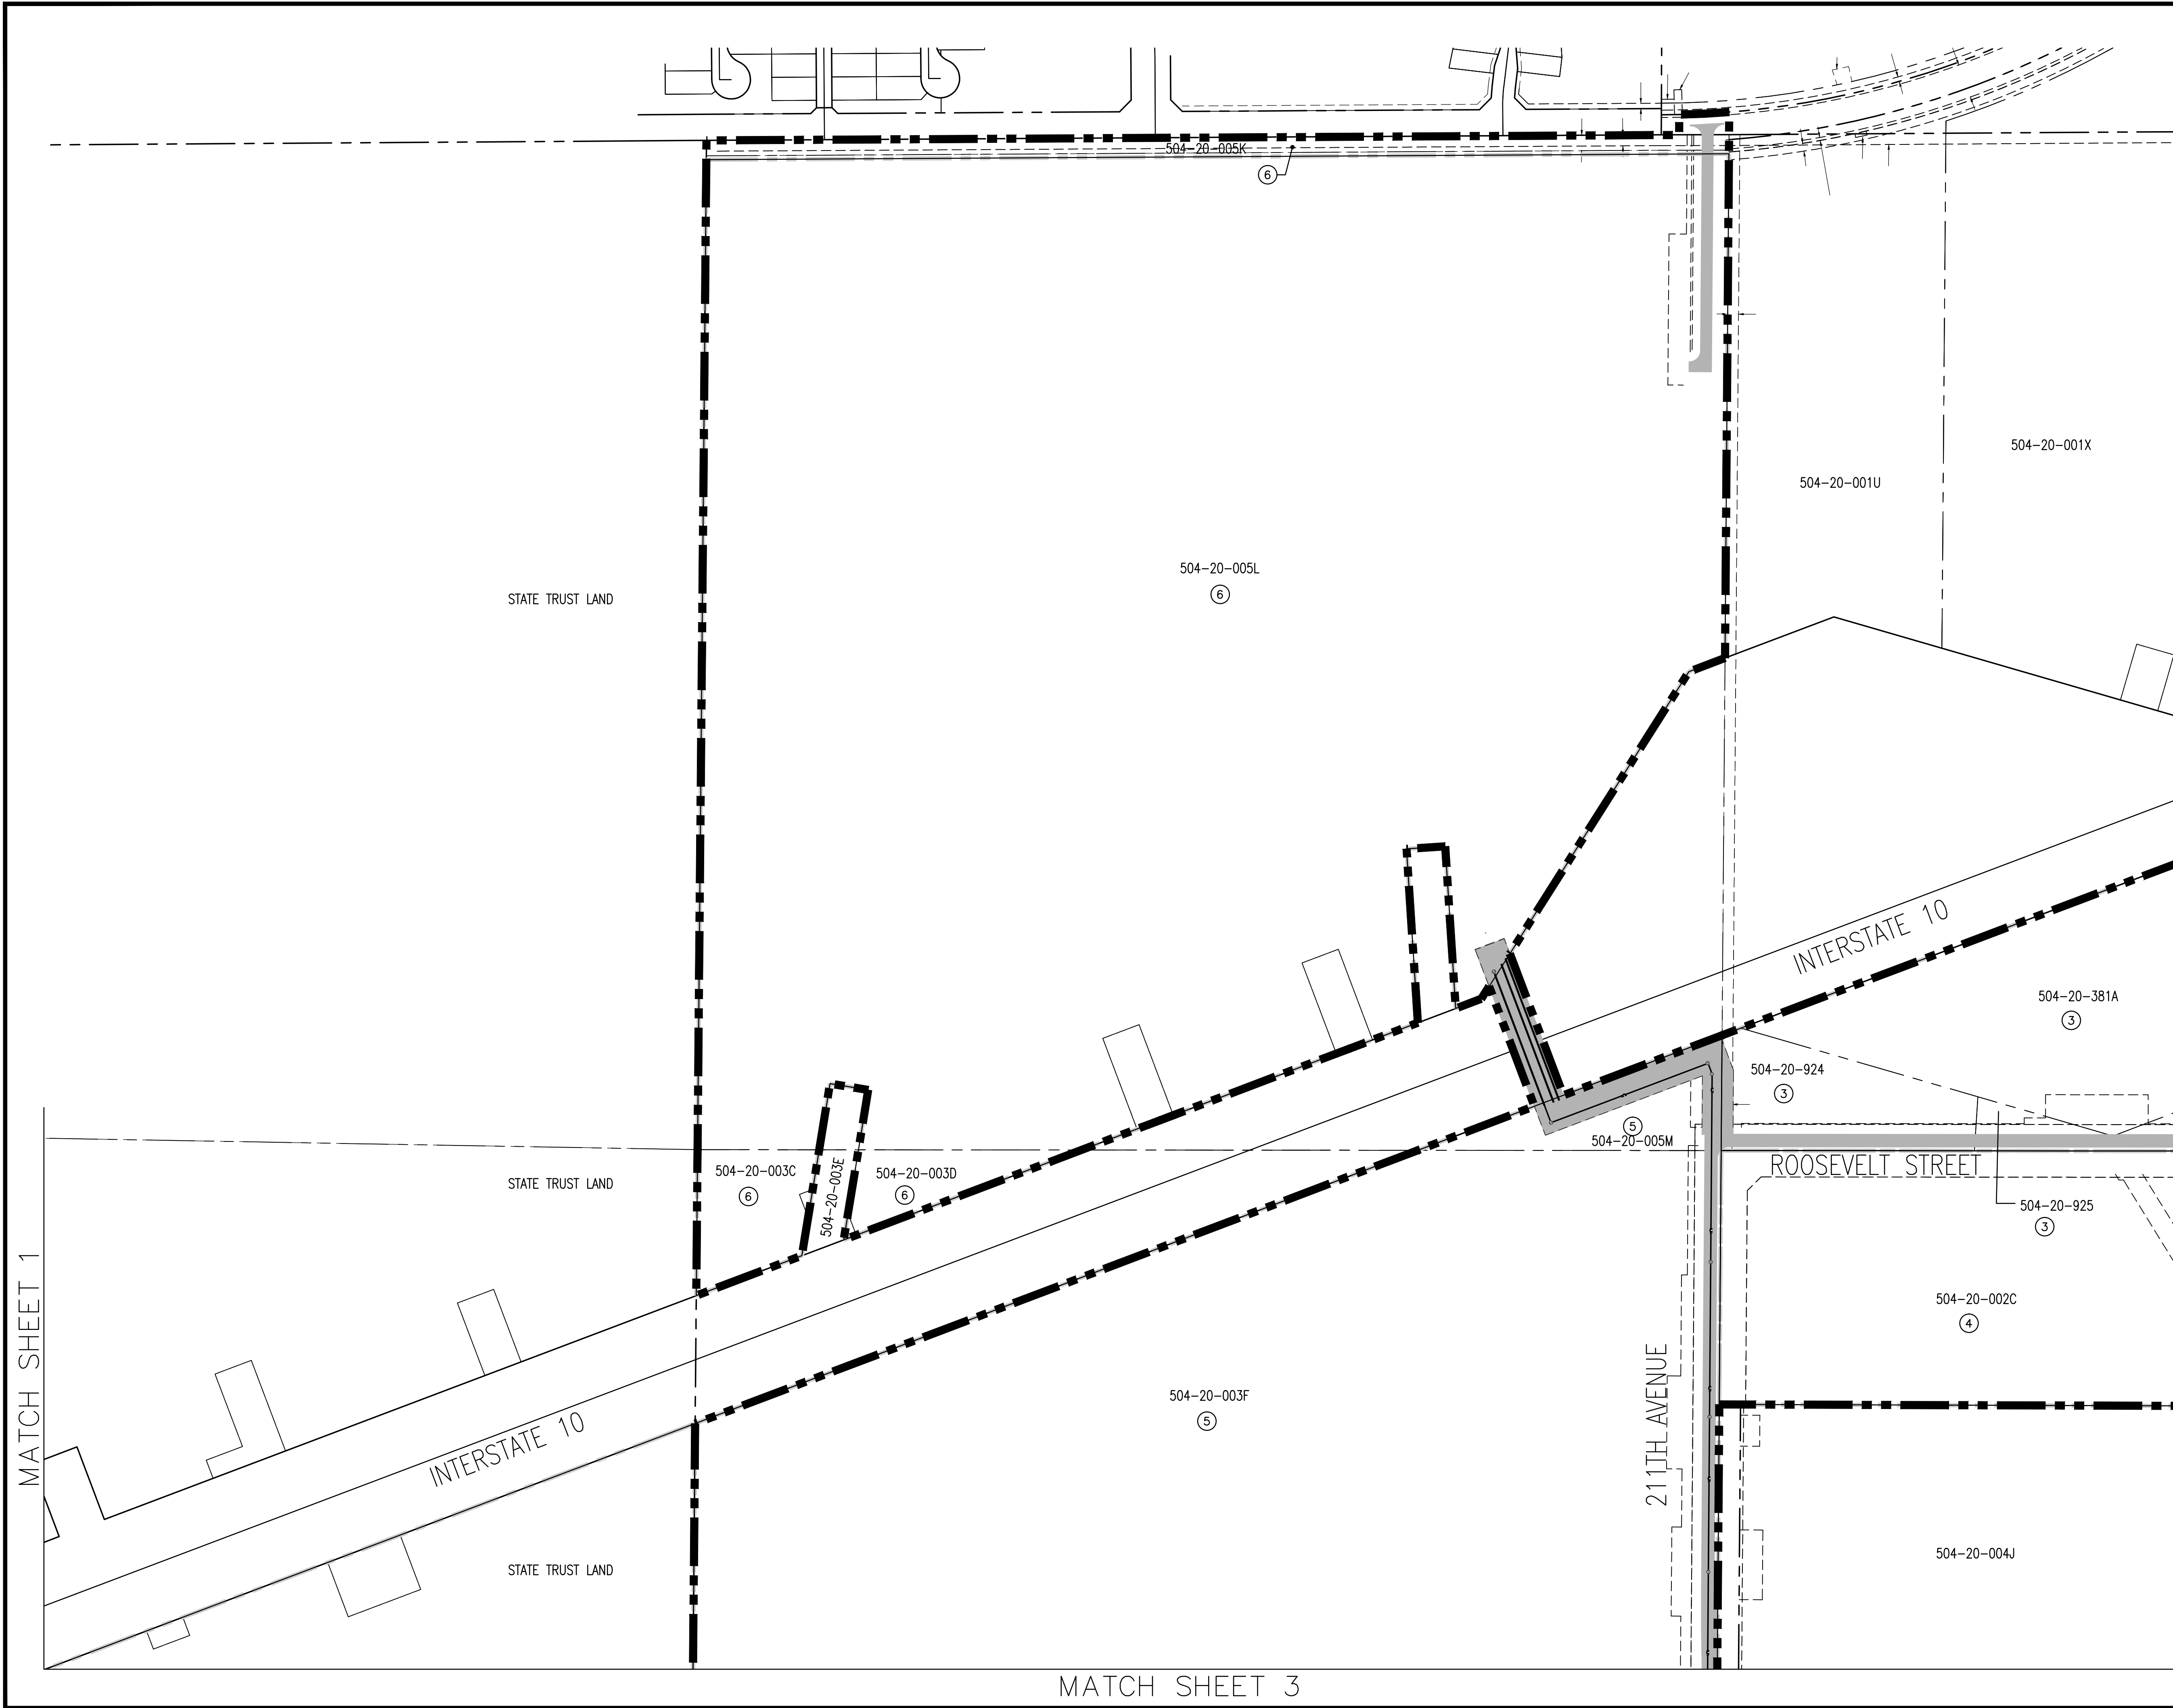 504-20-005K
6
504-20-001X
504-20-001U
504-20-005L
6
STATE TRUST LAND
INTERSTATE 10
504-20-381A
3
504-20-924
3
5
504-20-005M
ROOSEVELT STREET
504-20-003C
6
504-20-003E
504-20-003D
6
STATE TRUST LAND
504-20-925
3
504-20-002C
4
MATCH SHEET 1
504-20-003F
5
211TH AVENUE
INTERSTATE 10
504-20-004J
STATE TRUST LAND
MATCH SHEET 3